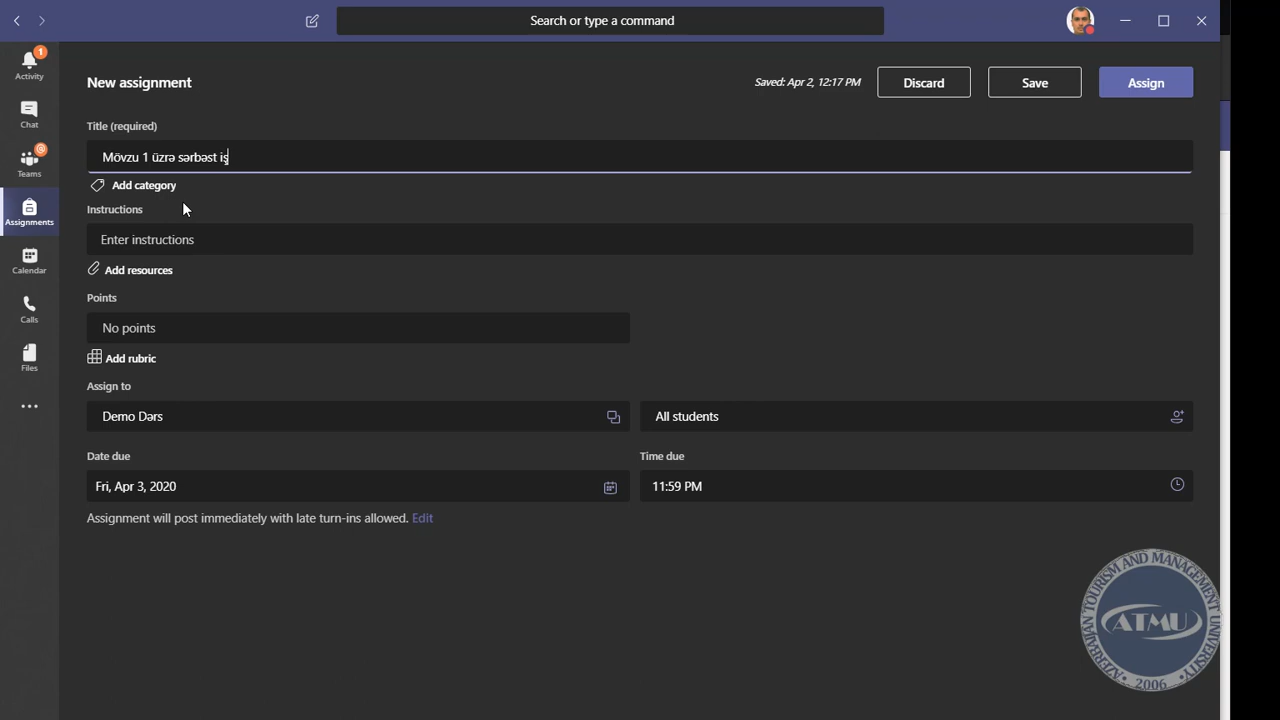 Search or type a command
Activity
1
Chat
Teams
@
Assignments
Calendar
Calls
Files
New assignment
Saved: Apr 2, 12:17 PM
Discard
Save
Assign
Title (required)
Mövzu 1 üzrə sərbəst iş
Add category
Instructions
Enter instructions
Add resources
Points
No points
Add rubric
Assign to
Demo Dərs
All students
Date due
Time due
Fri, Apr 3, 2020
11:59 PM
Assignment will post immediately with late turn-ins allowed. Edit
AZERBAIJAN TOURISM AND MANAGEMENT UNIVERSITY
ATMU
2006